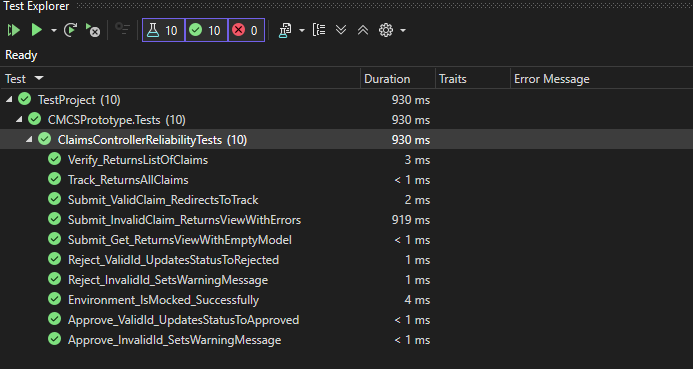 Test Explorer
10 10 0
Ready
Test Duration Traits Error Message
TestProject (10) 930 ms
CMCSPrototype.Tests (10) 930 ms
ClaimsControllerReliabilityTests (10) 930 ms
Verify_ReturnsListOfClaims 3 ms
Track_ReturnsAllClaims < 1 ms
Submit_ValidClaim_RedirectsToTrack 2 ms
Submit_InvalidClaim_ReturnsViewWithErrors 919 ms
Submit_Get_ReturnsViewWithEmptyModel < 1 ms
Reject_ValidId_UpdatesStatusToRejected 1 ms
Reject_InvalidId_SetsWarningMessage 1 ms
Environment_IsMocked_Successfully 4 ms
Approve_ValidId_UpdatesStatusToApproved < 1 ms
Approve_InvalidId_SetsWarningMessage < 1 ms